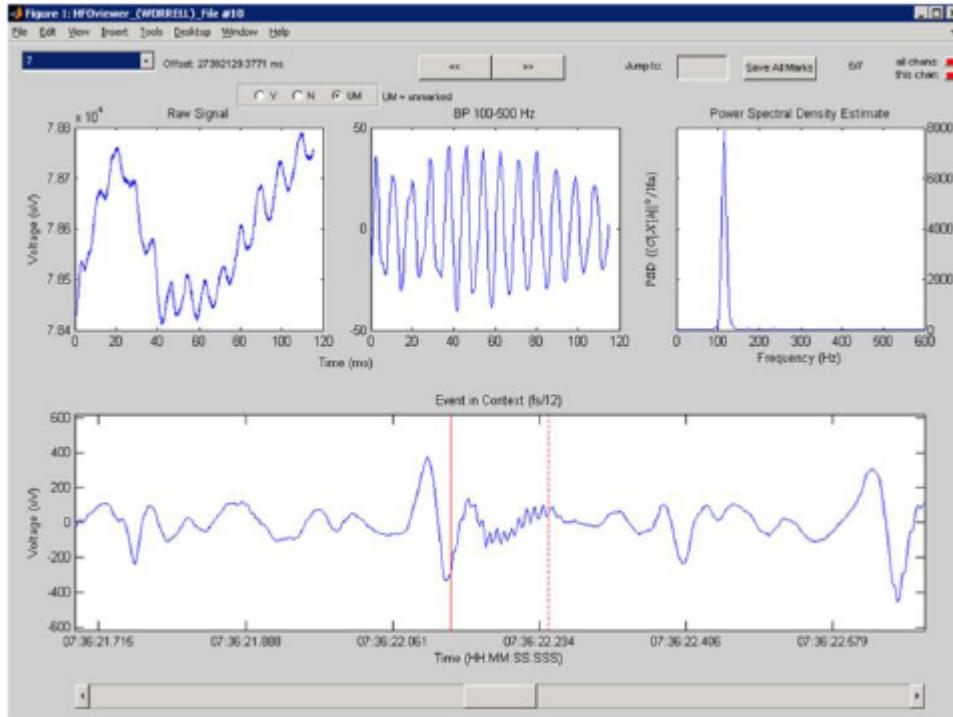 Figure 1: HFOviewer_(WORRELL)_File #10
File Edit View Insert Tools Desktop Window Help
7
Offset: 27382129.3771 ms
<< >>
Jump to:
Save All Marks
6/7
all chans:
this chan:
Y N UM UM = unmarked
Raw Signal
BP 100-500 Hz
Power Spectral Density Estimate
x 10^4
7.88
7.87
7.86
7.85
7.84
Voltage (uV)
0 20 40 60 80 100 120
50
0
-50
0 20 40 60 80 100 120
Time (ms)
8000
6000
4000
2000
0
0 100 200 300 400 500 600
Frequency (Hz)
Event in Context (fs/12)
600
400
200
0
-200
-400
-600
Voltage (uV)
07:36:21.715 07:36:21.888 07:36:22.061 07:36:22.234 07:36:22.406 07:36:22.579
Time (HH:MM:SS.SSS)